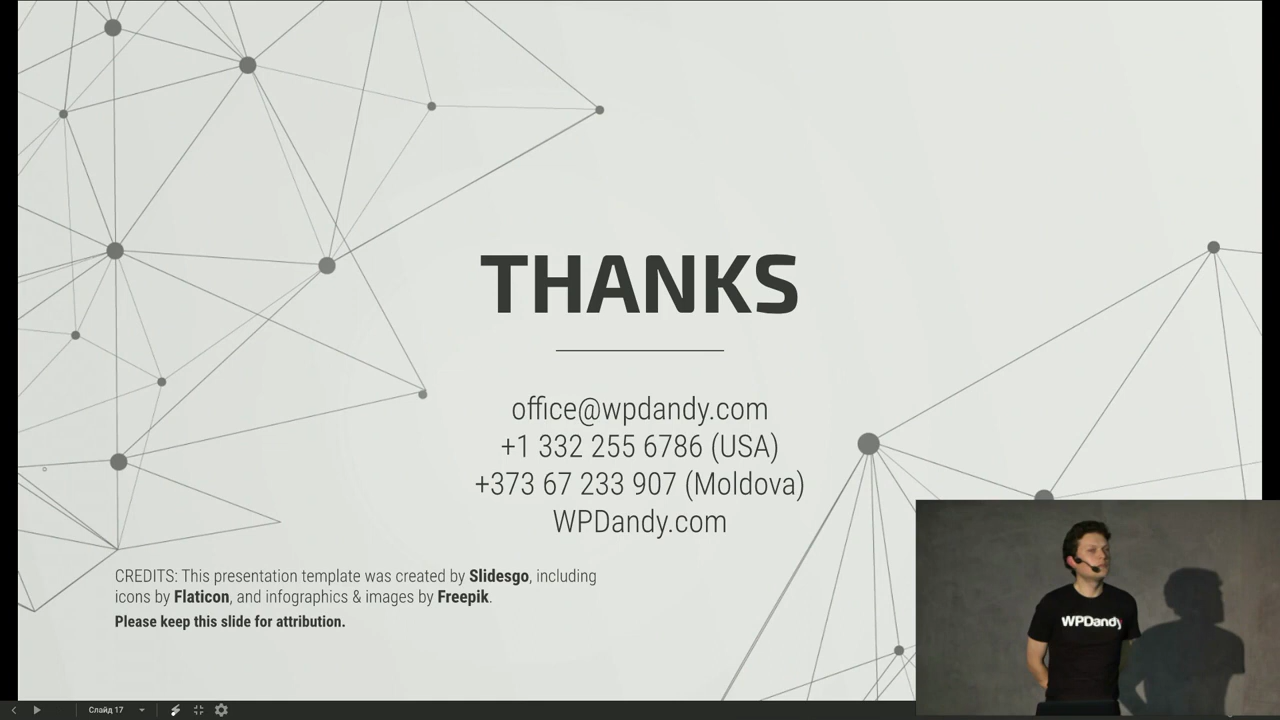 THANKS
office@wpdandy.com
+1 332 255 6786 (USA)
+373 67 233 907 (Moldova)
WPDandy.com
CREDITS: This presentation template was created by Slidesgo, including
icons by Flaticon, and infographics & images by Freepik.
Please keep this slide for attribution.
WPDandy
Слайд 17